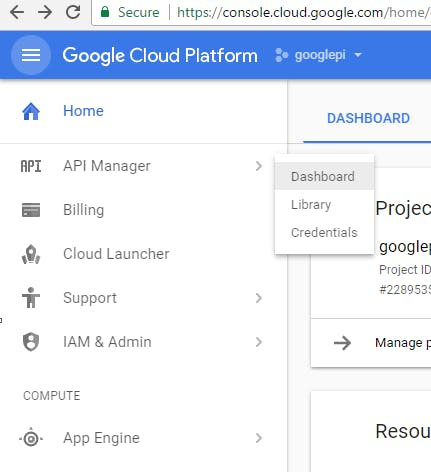 Secure https://console.cloud.google.com/home/
Google Cloud Platform googlepi
Home
DASHBOARD
API API Manager
Dashboard
Library
Credentials
Billing
Cloud Launcher
Support
IAM & Admin
COMPUTE
App Engine
Projec
googlepi
Project ID
#2289535
Manage p
Resou